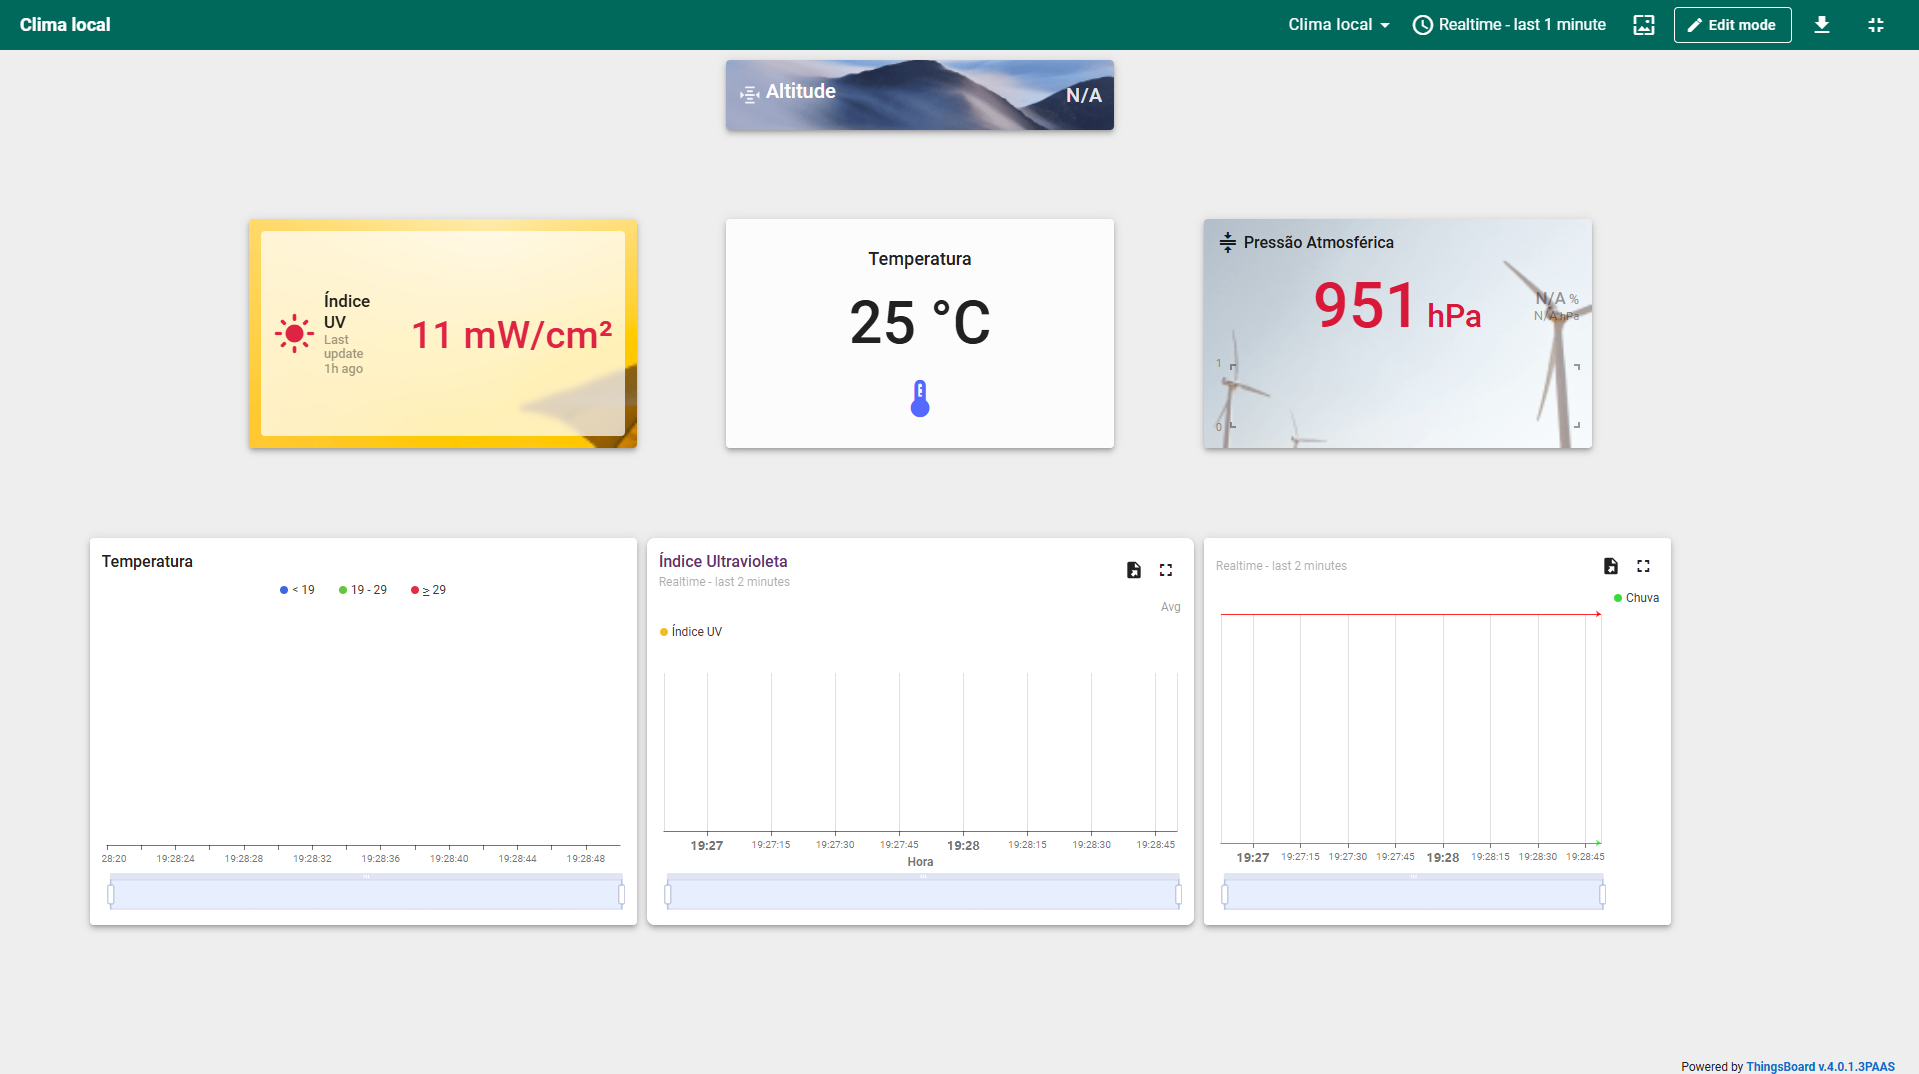 Clima local
Clima local
Realtime - last 1 minute
Edit mode
Altitude
N/A
Índice
UV
Last
update
1h ago
11 mW/cm²
Temperatura
25 °C
Pressão Atmosférica
951 hPa
N/A %
N/A hPa
1
0
Temperatura
< 19
19 - 29
≥ 29
28:20 19:28:24 19:28:28 19:28:32 19:28:36 19:28:40 19:28:44 19:28:48
Índice Ultravioleta
Realtime - last 2 minutes
Avg
Índice UV
19:27 19:27:15 19:27:30 19:27:45 19:28 19:28:15 19:28:30 19:28:45
Hora
Realtime - last 2 minutes
Chuva
19:27 19:27:15 19:27:30 19:27:45 19:28 19:28:15 19:28:30 19:28:45
Powered by ThingsBoard v.4.0.1.3PAAS